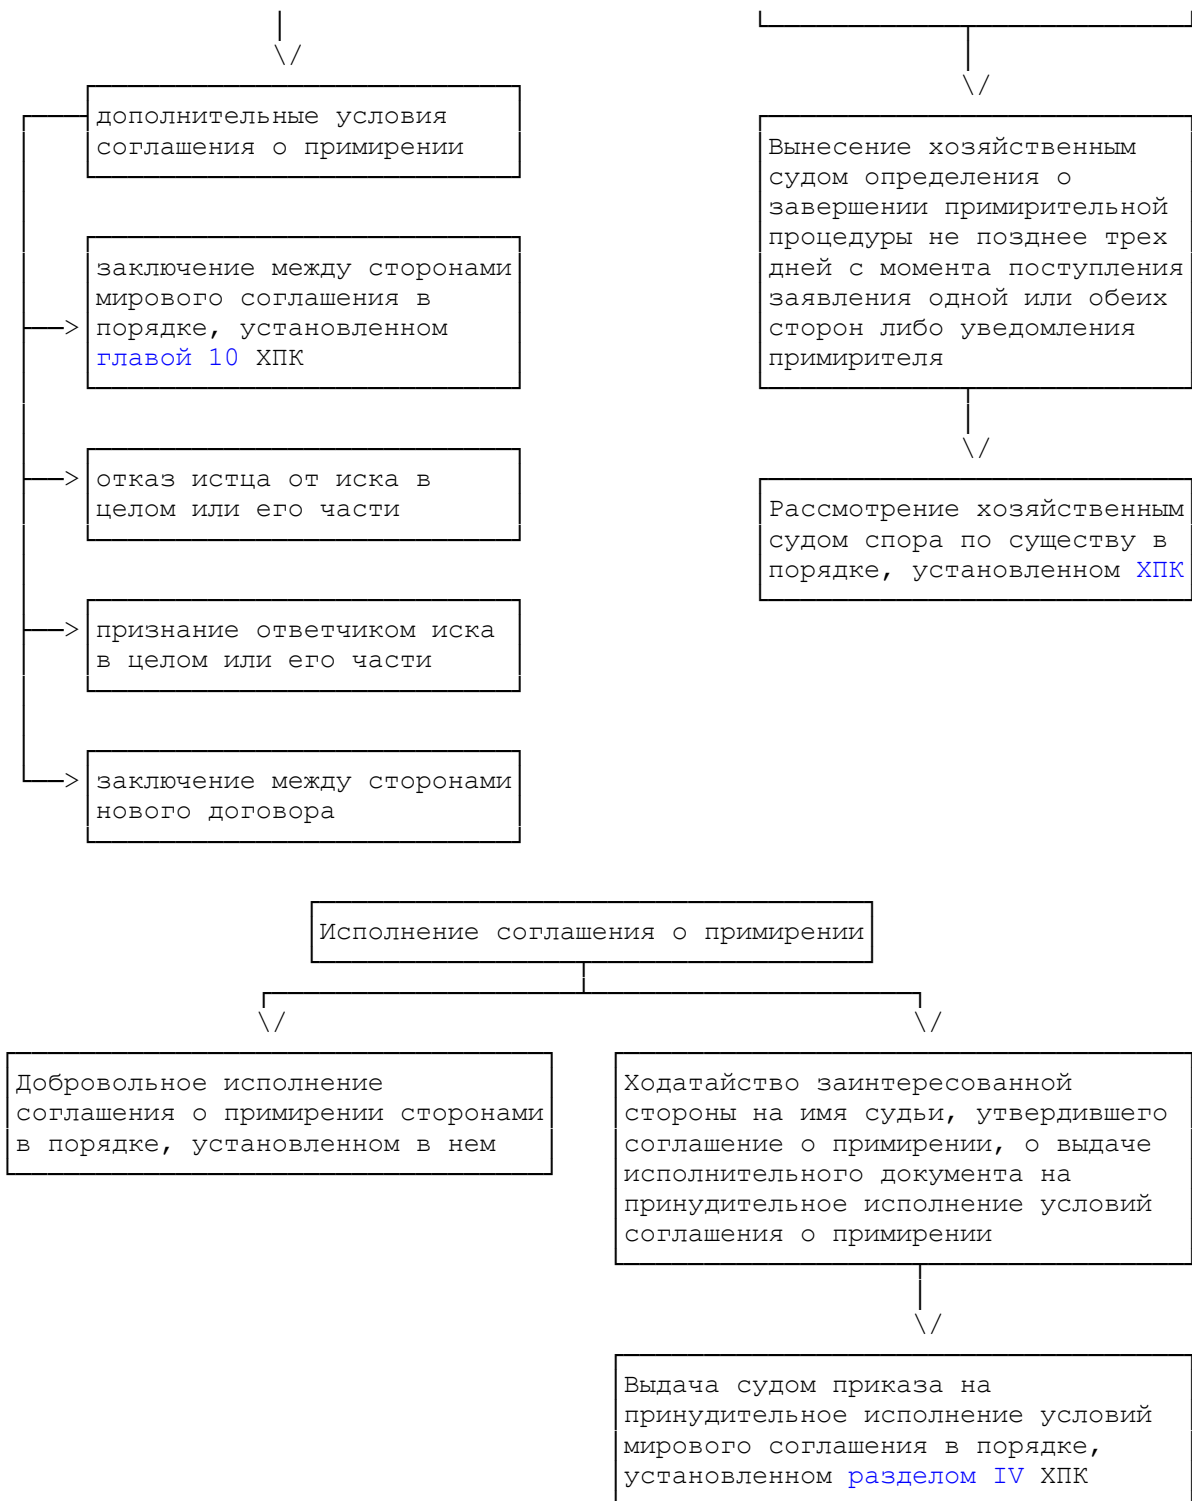 дополнительные условия
соглашения о примирении
заключение между сторонами
мирового соглашения в
порядке, установленном
главой 10 ХПК
отказ истца от иска в
целом или его части
признание ответчиком иска
в целом или его части
заключение между сторонами
нового договора
Вынесение хозяйственным
судом определения о
завершении примирительной
процедуры не позднее трех
дней с момента поступления
заявления одной или обеих
сторон либо уведомления
примирителя
Рассмотрение хозяйственным
судом спора по существу в
порядке, установленном ХПК
Исполнение соглашения о примирении
Добровольное исполнение
соглашения о примирении сторонами
в порядке, установленном в нем
Ходатайство заинтересованной
стороны на имя судьи, утвердившего
соглашение о примирении, о выдаче
исполнительного документа на
принудительное исполнение условий
соглашения о примирении
Выдача судом приказа на
принудительное исполнение условий
мирового соглашения в порядке,
установленном разделом IV ХПК